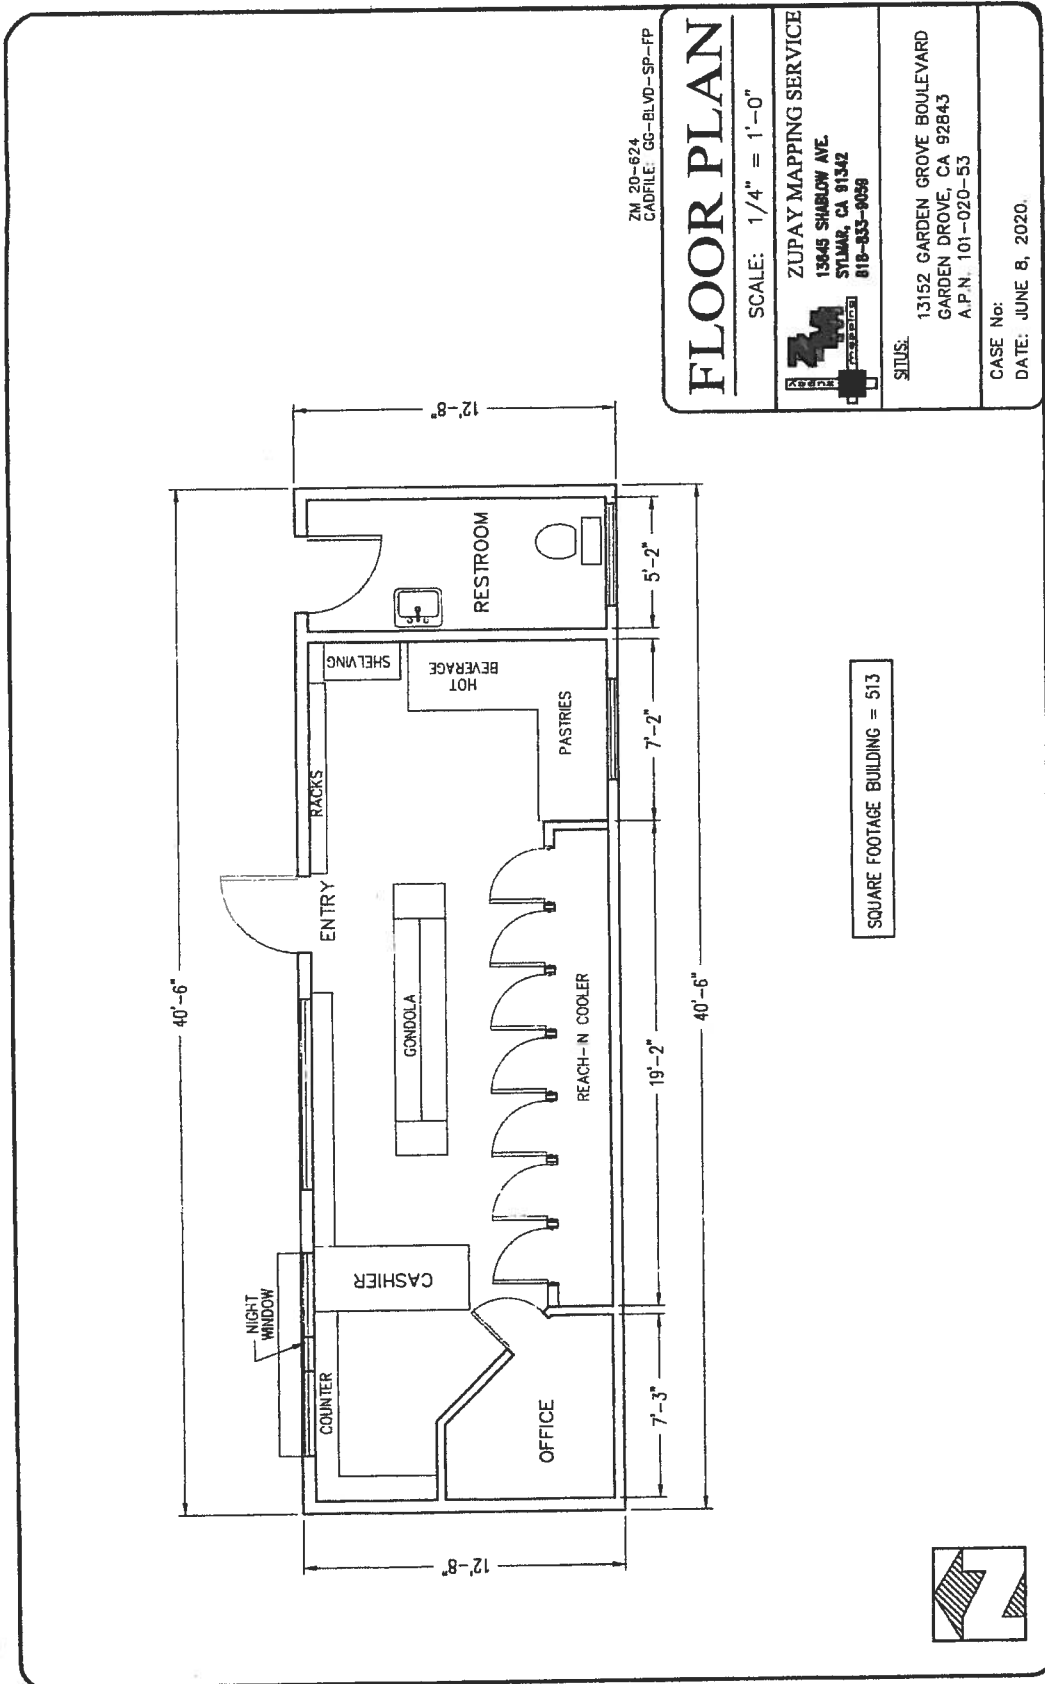 40'-6"
12'-8"
12'-8"
NIGHT
WINDOW
COUNTER
CASHIER
ENTRY
RACKS
SHELVING
HOT
BEVERAGE
RESTROOM
GONDOLA
PASTRIES
REACH-IN COOLER
OFFICE
7'-3"
19'-2"
7'-2"
5'-2"
40'-6"
SQUARE FOOTAGE BUILDING = 513
ZM 20-624
CADFILE: GG-BLVD-SP-FP
FLOOR PLAN
SCALE: 1/4" = 1'-0"
ZUPAY MAPPING SERVICE
13645 SHABLOW AVE.
SYLMAR, CA 91342
818-833-9059
zupay
mapping
SITUS:
13152 GARDEN GROVE BOULEVARD
GARDEN DROVE, CA 92843
A.P.N. 101-020-53
CASE No:
DATE: JUNE 8, 2020.